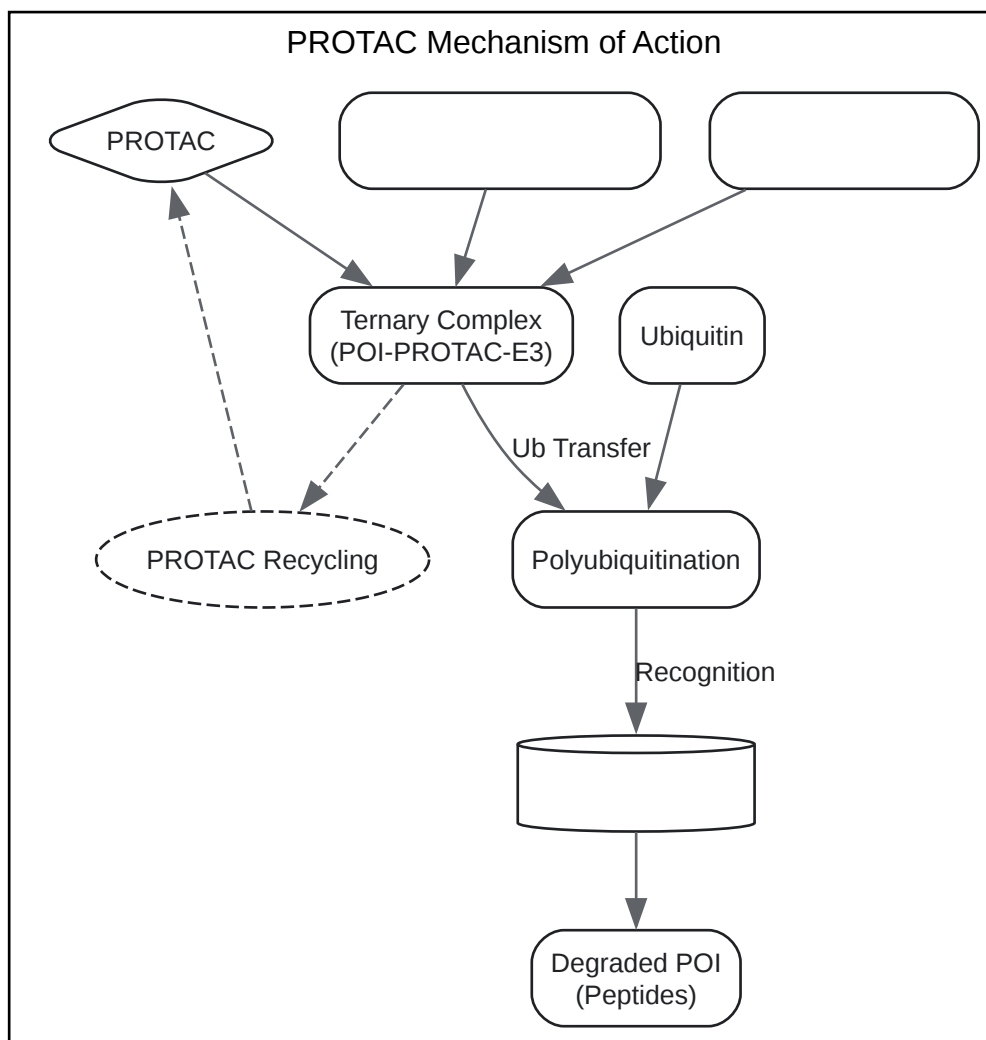 PROTAC Mechanism of Action
PROTAC
Ternary Complex
(POI-PROTAC-E3)
Ubiquitin
Ub Transfer
PROTAC Recycling
Polyubiquitination
Recognition
Degraded POI
(Peptides)